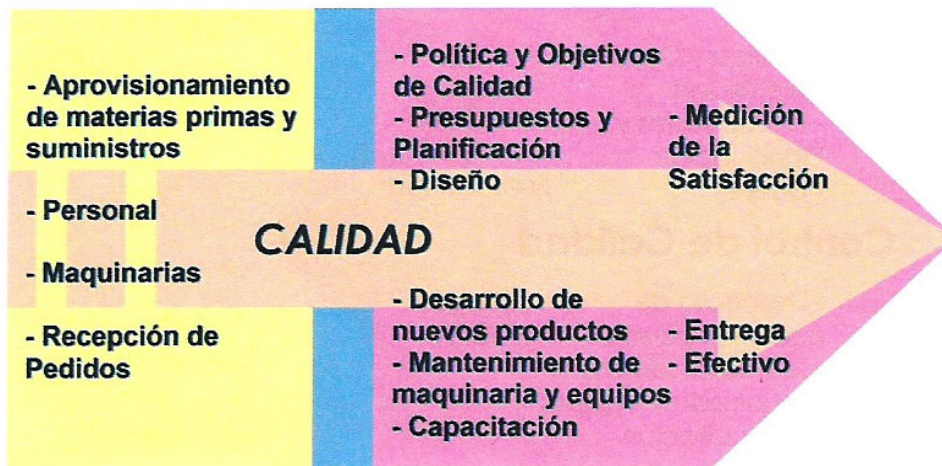 - Aprovisionamiento
de materias primas y
suministros
- Personal
- Maquinarias
- Recepción de
Pedidos
CALIDAD
- Política y Objetivos
de Calidad
- Presupuestos y
Planificación
- Diseño
- Desarrollo de
nuevos productos
- Mantenimiento de
maquinaria y equipos
- Capacitación
- Medición
de la
Satisfacción
- Entrega
- Efectivo